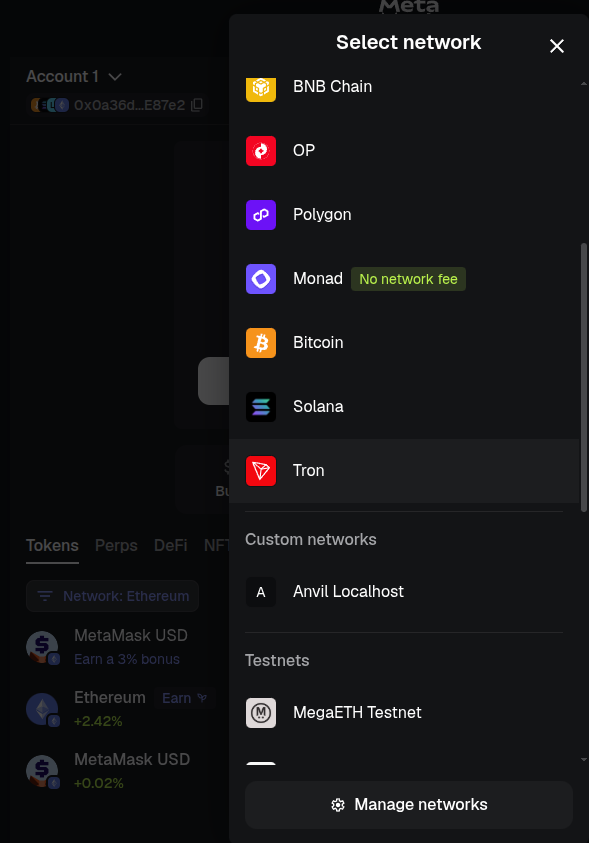 Meta
Select network
Account 1
0x0a36d...E87e2
BNB Chain
OP
Polygon
Monad No network fee
Bitcoin
Solana
Tron
Bu
Tokens Perps DeFi NFT
Custom networks
Network: Ethereum
A Anvil Localhost
MetaMask USD
Earn a 3% bonus
Testnets
Ethereum Earn
+2.42%
MegaETH Testnet
MetaMask USD
+0.02%
Manage networks